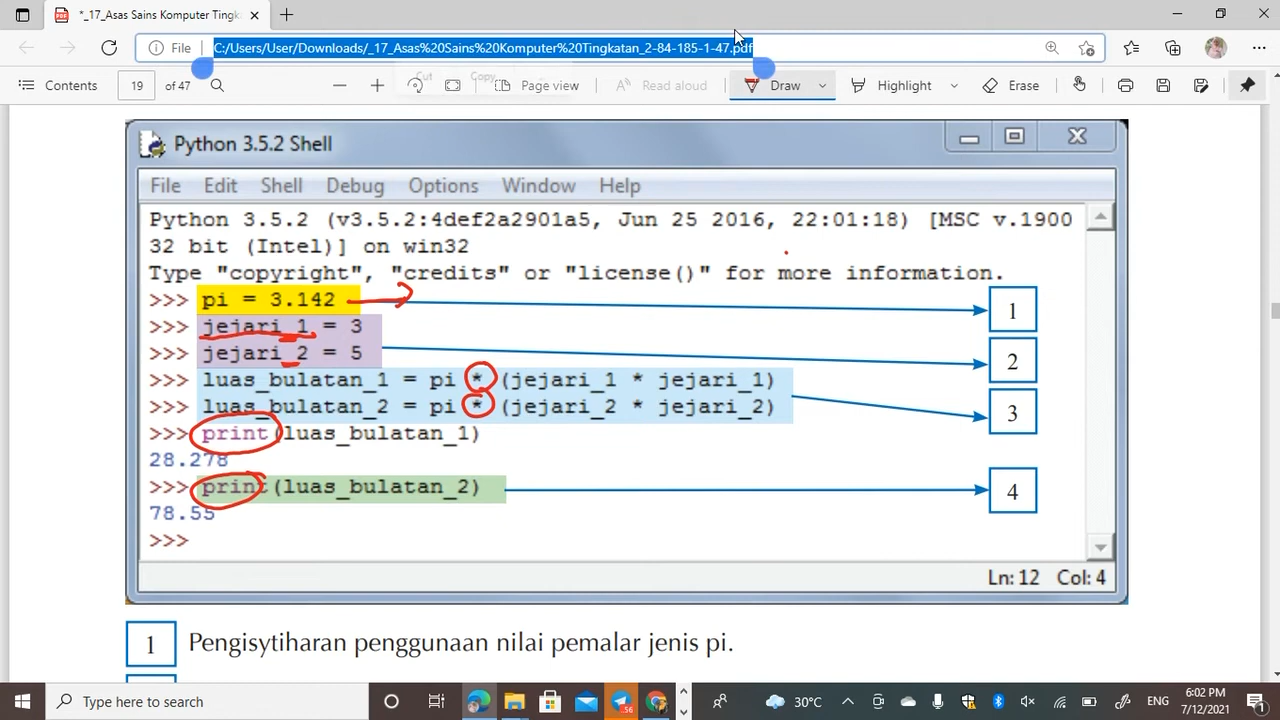 *_17_Asas Sains Komputer Tingk
File
C:/Users/User/Downloads/_17_Asas%20Sains%20Komputer%20Tingkatan_2-84-185-1-47.pdf
Cut Copy
Contents
19 of 47
Page view
Read aloud
Draw
Highlight
Erase
Python 3.5.2 Shell
File Edit Shell Debug Options Window Help
Python 3.5.2 (v3.5.2:4def2a2901a5, Jun 25 2016, 22:01:18) [MSC v.1900
32 bit (Intel)] on win32
Type "copyright", "credits" or "license()" for more information.
>>> pi = 3.142
1
>>> jejari_1 = 3
>>> jejari_2 = 5
2
>>> luas_bulatan_1 = pi * (jejari_1 * jejari_1)
>>> luas_bulatan_2 = pi * (jejari_2 * jejari_2)
3
>>> print(luas_bulatan_1)
28.278
>>> print(luas_bulatan_2)
4
78.55
>>>
Ln: 12 Col: 4
1 Pengisytiharan penggunaan nilai pemalar jenis pi.
Type here to search
56
30°C
ENG
6:02 PM
7/12/2021
1